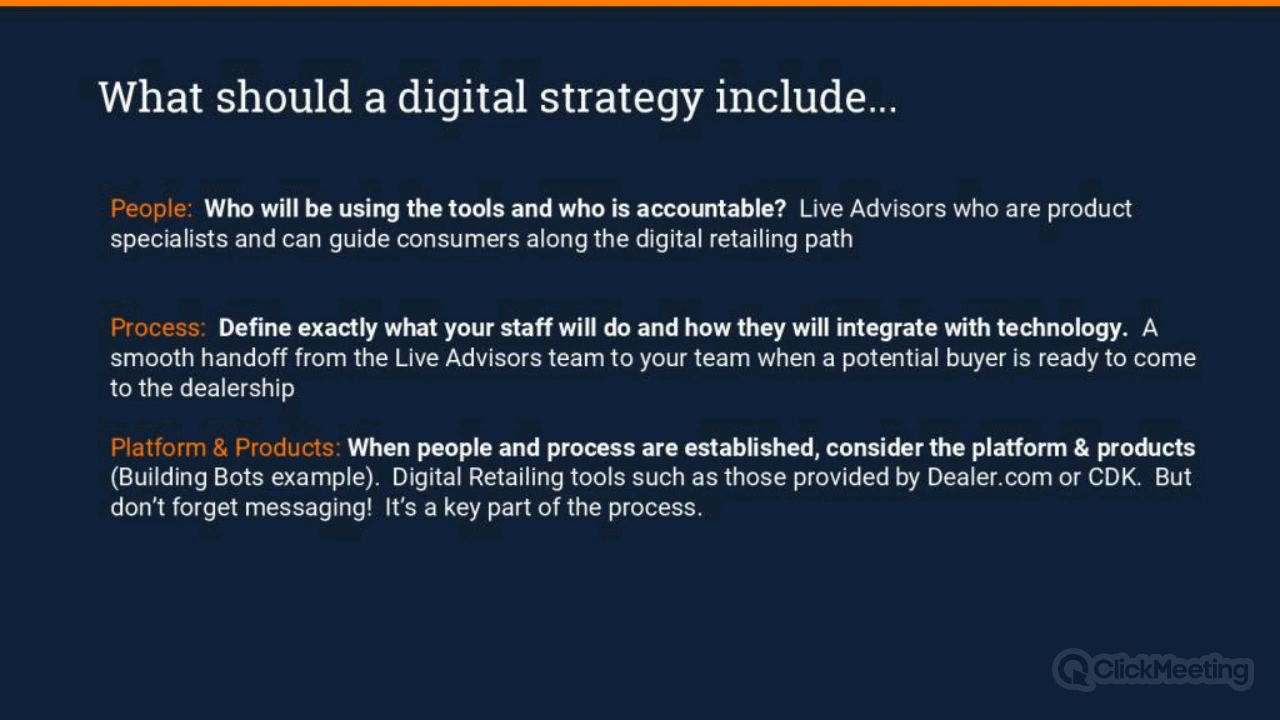 What should a digital strategy include...
People:  Who will be using the tools and who is accountable?  Live Advisors who are product
specialists and can guide consumers along the digital retailing path
Process:  Define exactly what your staff will do and how they will integrate with technology.  A
smooth handoff from the Live Advisors team to your team when a potential buyer is ready to come
to the dealership
Platform & Products: When people and process are established, consider the platform & products
(Building Bots example).  Digital Retailing tools such as those provided by Dealer.com or CDK.  But
don’t forget messaging!  It’s a key part of the process.
ClickMeeting